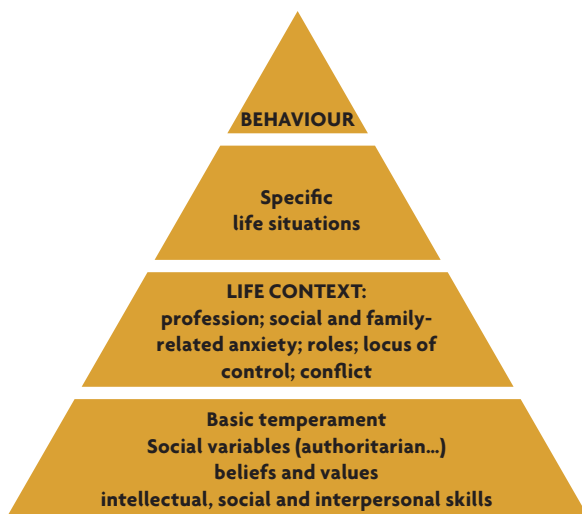 BEHAVIOUR
Specific
life situations
LIFE CONTEXT:
profession; social and family-
related anxiety; roles; locus of
control; conflict
Basic temperament
Social variables (authoritarian...)
beliefs and values
intellectual, social and interpersonal skills